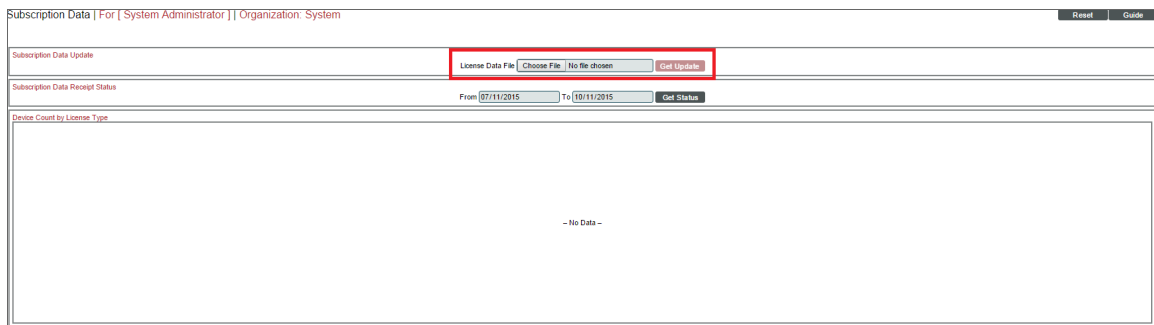 Subscription Data | For [ System Administrator ] | Organization: System
Reset
Guide
Subscription Data Update
License Data File Choose File No file chosen Get Update
Subscription Data Receipt Status
From 07/11/2015 To 10/11/2015 Get Status
Device Count by License Type
– No Data –